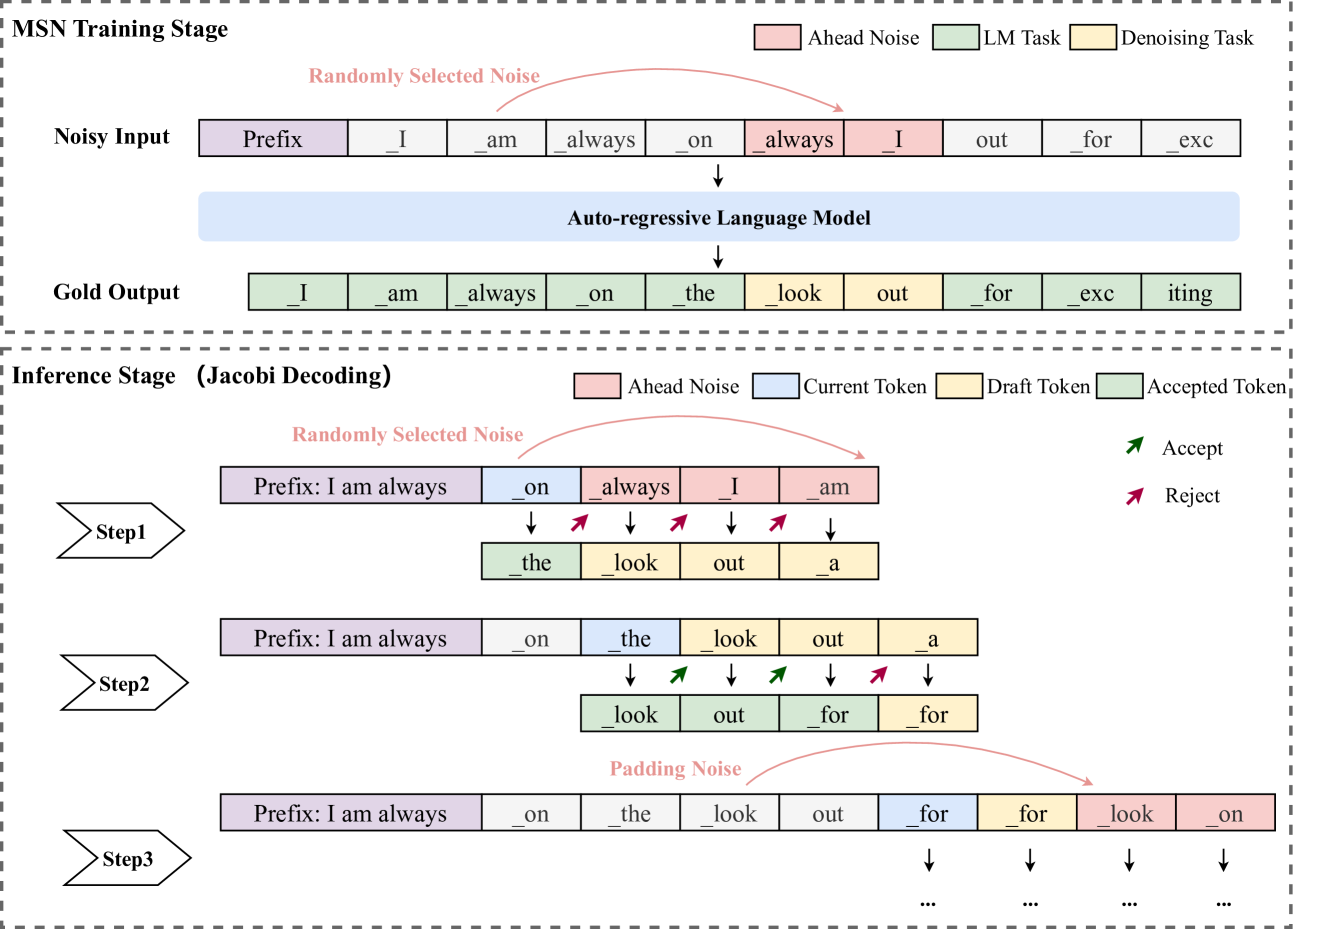 MSN Training Stage
Ahead Noise LM Task Denoising Task
Randomly Selected Noise
Noisy Input Prefix _I _am _always _on _always _I out _for _exc
Auto-regressive Language Model
Gold Output _I _am _always _on _the _look out _for _exc iting
Inference Stage （Jacobi Decoding）
Ahead Noise Current Token Draft Token Accepted Token
Randomly Selected Noise
Accept
Reject
Prefix: I am always _on _always _I _am
Step1
_the _look out _a
Prefix: I am always _on _the _look out _a
Step2
_look out _for _for
Padding Noise
Prefix: I am always _on _the _look out _for _for _look _on
Step3
... ... ... ...